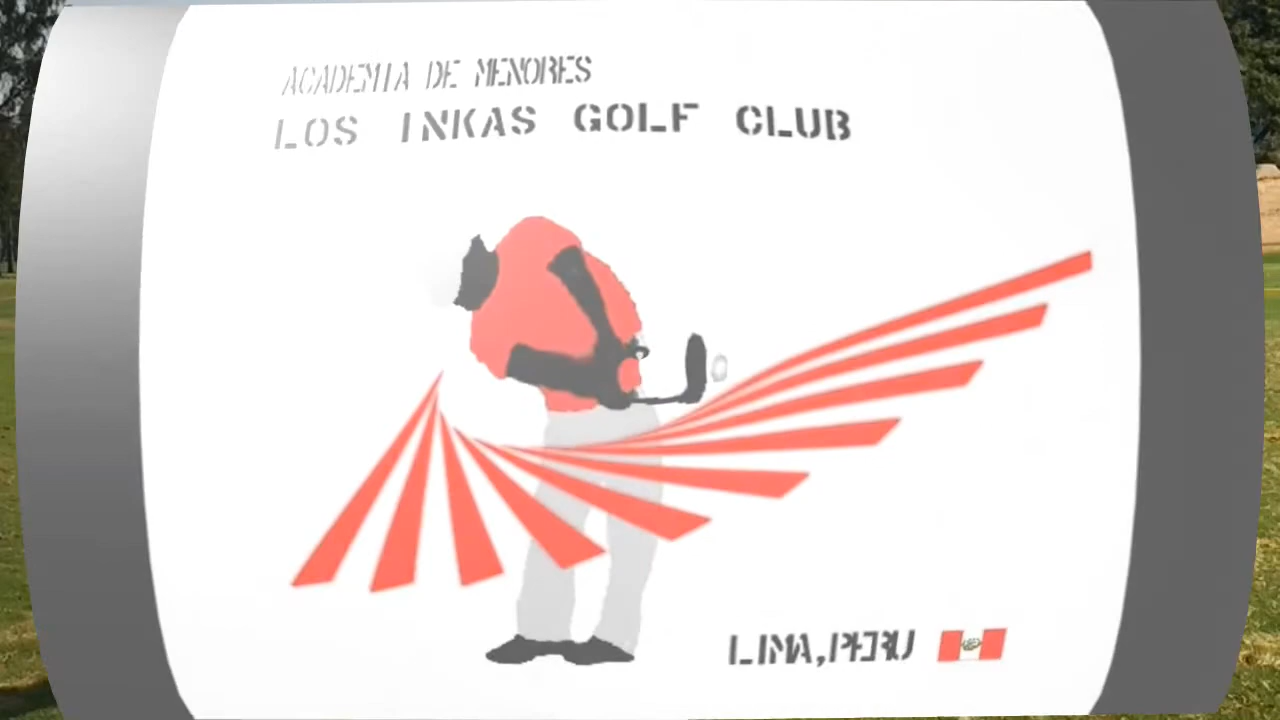 ACADEMIA DE MENORES
LOS INKAS GOLF CLUB
LIMA, PERU